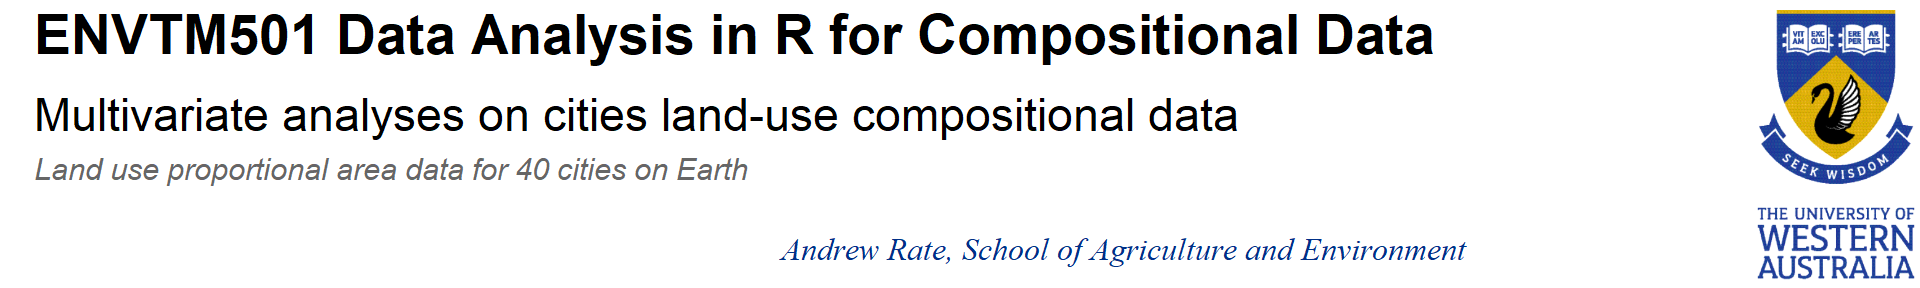 ENVTM501 Data Analysis in R for Compositional Data
Multivariate analyses on cities land-use compositional data
Land use proportional area data for 40 cities on Earth
Andrew Rate, School of Agriculture and Environment
VIT EXC ERE AR
AM OLU PER TES
SEEK WISDOM
THE UNIVERSITY OF
WESTERN
AUSTRALIA